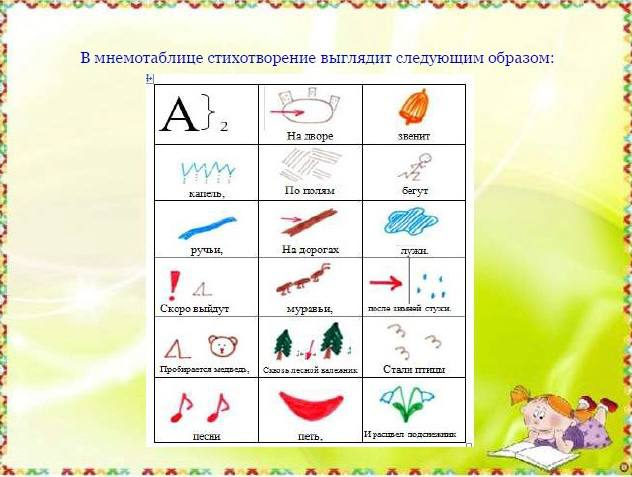 В мнемотаблице стихотворение выглядит следующим образом:
А } 2
На дворе
звенит
капель,
По полям
бегут
ручьи,
На дорогах
лужи.
Скоро выйдут
муравьи,
после зимней стужи.
Пробирается медведь,
Сквозь лесной валежник
Стали птицы
песни
петь,
И расцвел подснежник